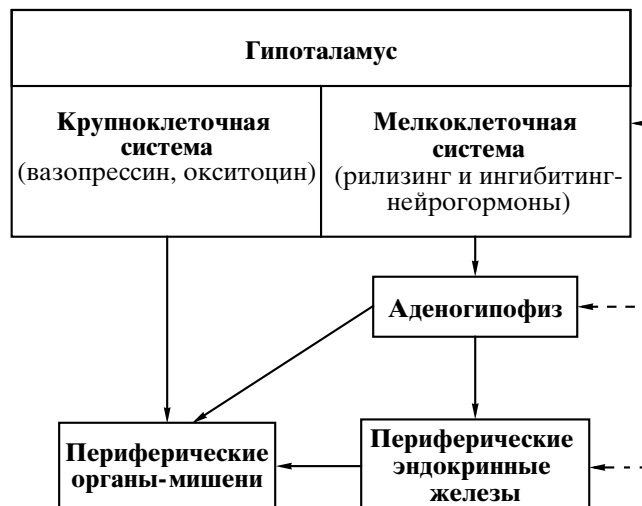 Гипоталамус
Крупноклеточная
система
(вазопрессин, окситоцин)
Мелкоклеточная
система
(рилизинг и ингибитинг-
нейрогормоны)
Аденогипофиз
Периферические
органы-мишени
Периферические
эндокринные
железы